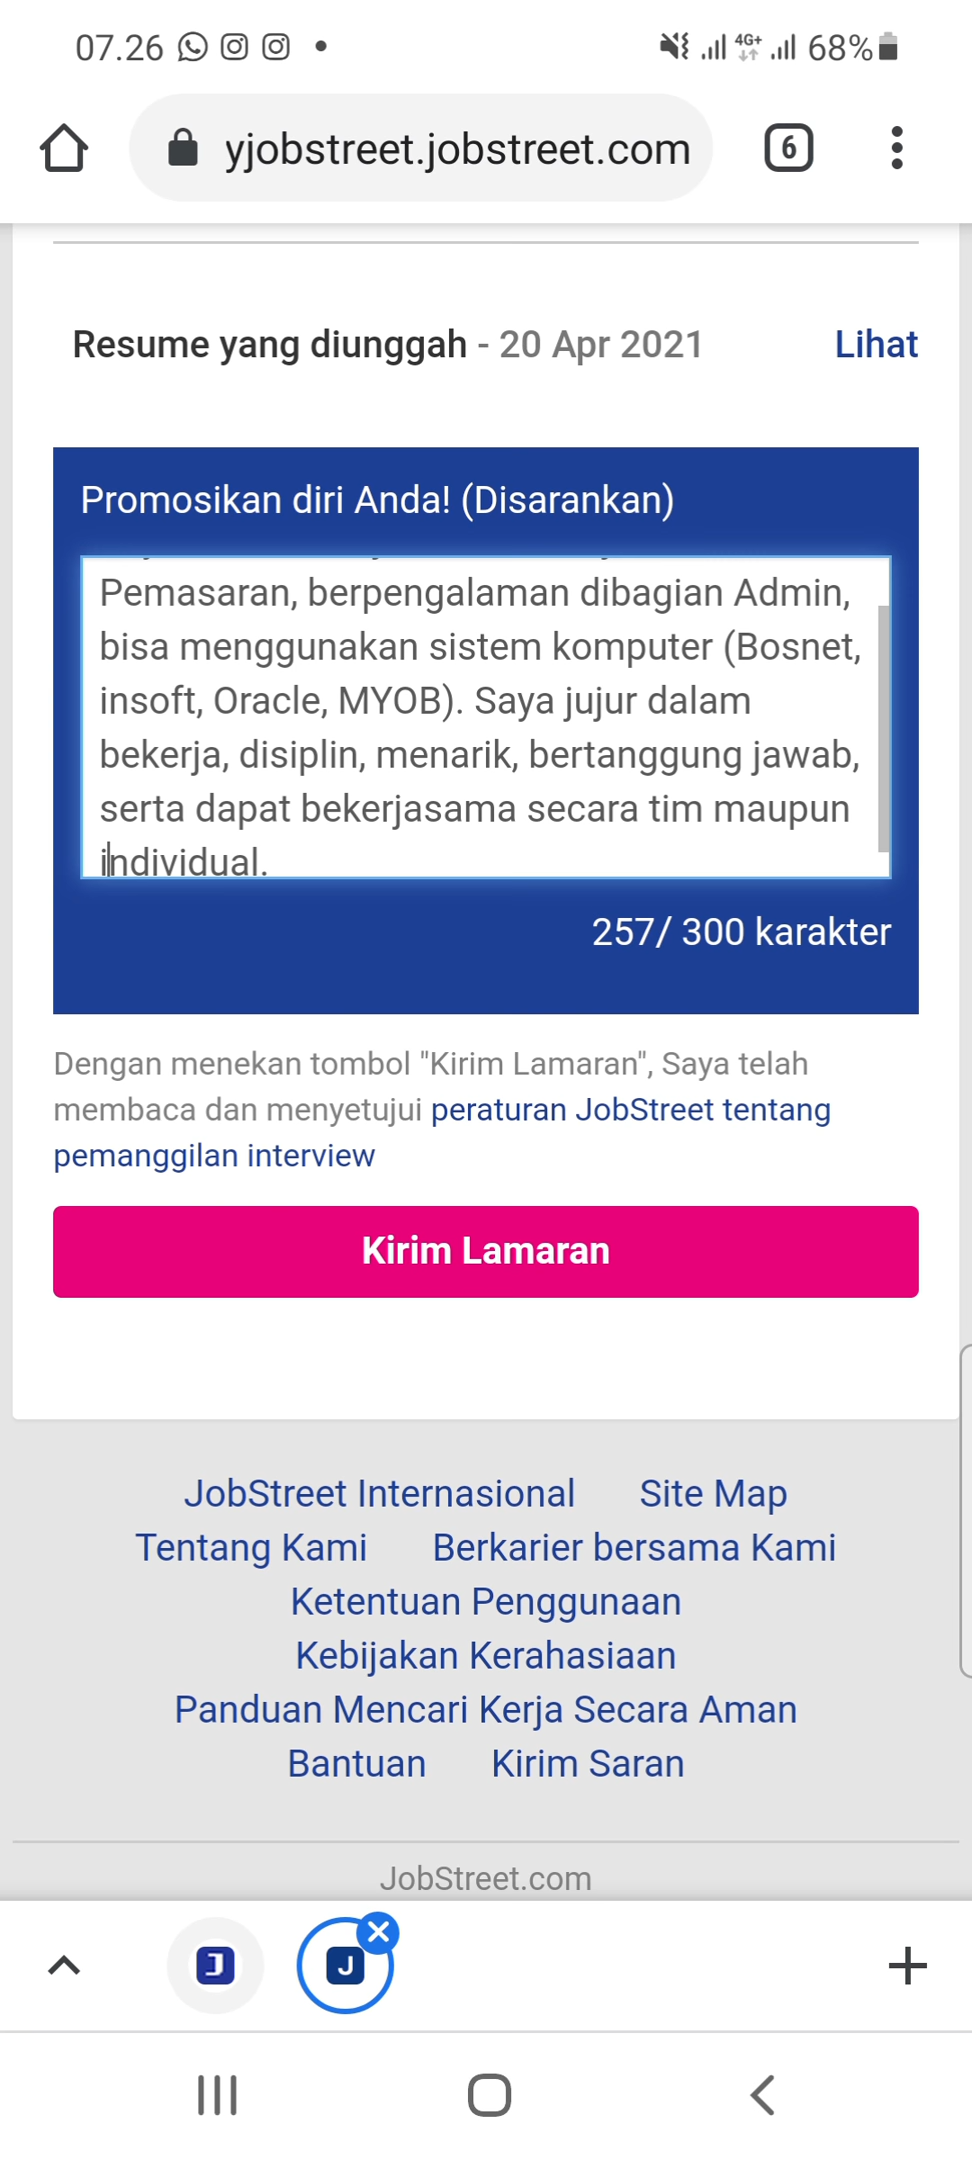 07.26
4G+ 68%
yjobstreet.jobstreet.com 6
Resume yang diunggah - 20 Apr 2021 Lihat
Promosikan diri Anda! (Disarankan)
Pemasaran, berpengalaman dibagian Admin,
bisa menggunakan sistem komputer (Bosnet,
insoft, Oracle, MYOB). Saya jujur dalam
bekerja, disiplin, menarik, bertanggung jawab,
serta dapat bekerjasama secara tim maupun
individual.
257/ 300 karakter
Dengan menekan tombol "Kirim Lamaran", Saya telah
membaca dan menyetujui peraturan JobStreet tentang
pemanggilan interview
Kirim Lamaran
JobStreet Internasional Site Map
Tentang Kami Berkarier bersama Kami
Ketentuan Penggunaan
Kebijakan Kerahasiaan
Panduan Mencari Kerja Secara Aman
Bantuan Kirim Saran
JobStreet.com
J J